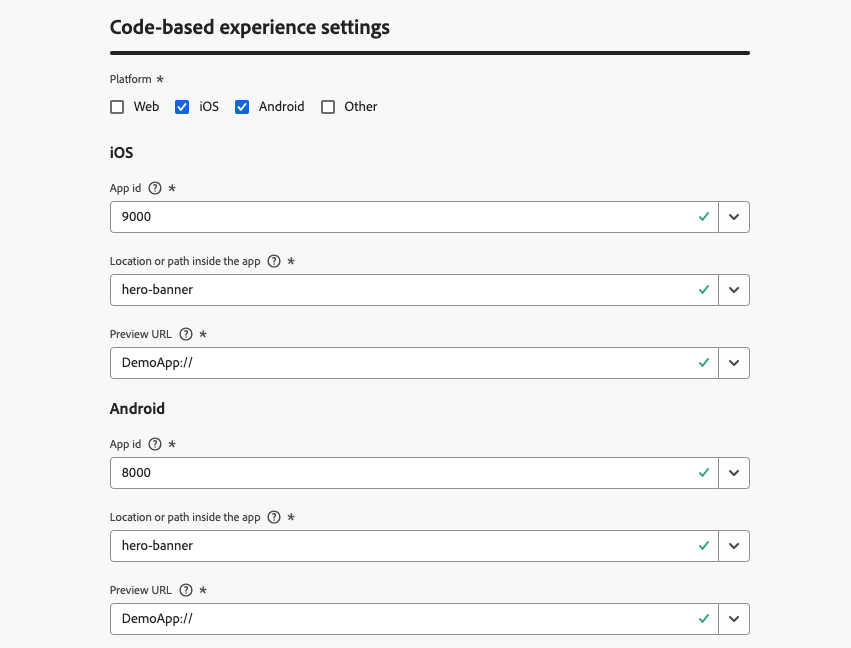 Code-based experience settings
Platform *
Web iOS Android Other
iOS
App id ? *
9000
Location or path inside the app ? *
hero-banner
Preview URL ? *
DemoApp://
Android
App id ? *
8000
Location or path inside the app ? *
hero-banner
Preview URL ? *
DemoApp://